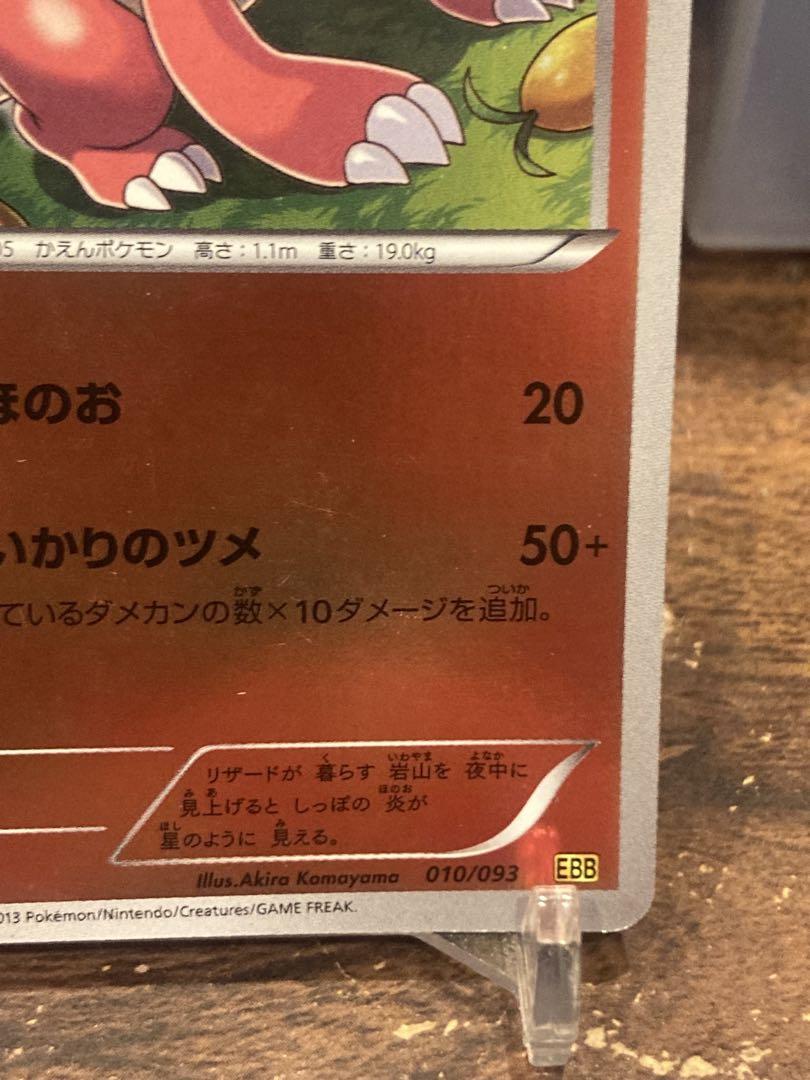 05 かえんポケモン 高さ：1.1m 重さ：19.0kg
ほのお 20
いかりのツメ 50+
ているダメカンの数×10ダメージを追加。
リザードが 暮らす 岩山を 夜中に
見上げると しっぽの 炎が
星のように 見える。
Illus.Akira Komayama 010/093 EBB
013 Pokémon/Nintendo/Creatures/GAME FREAK.